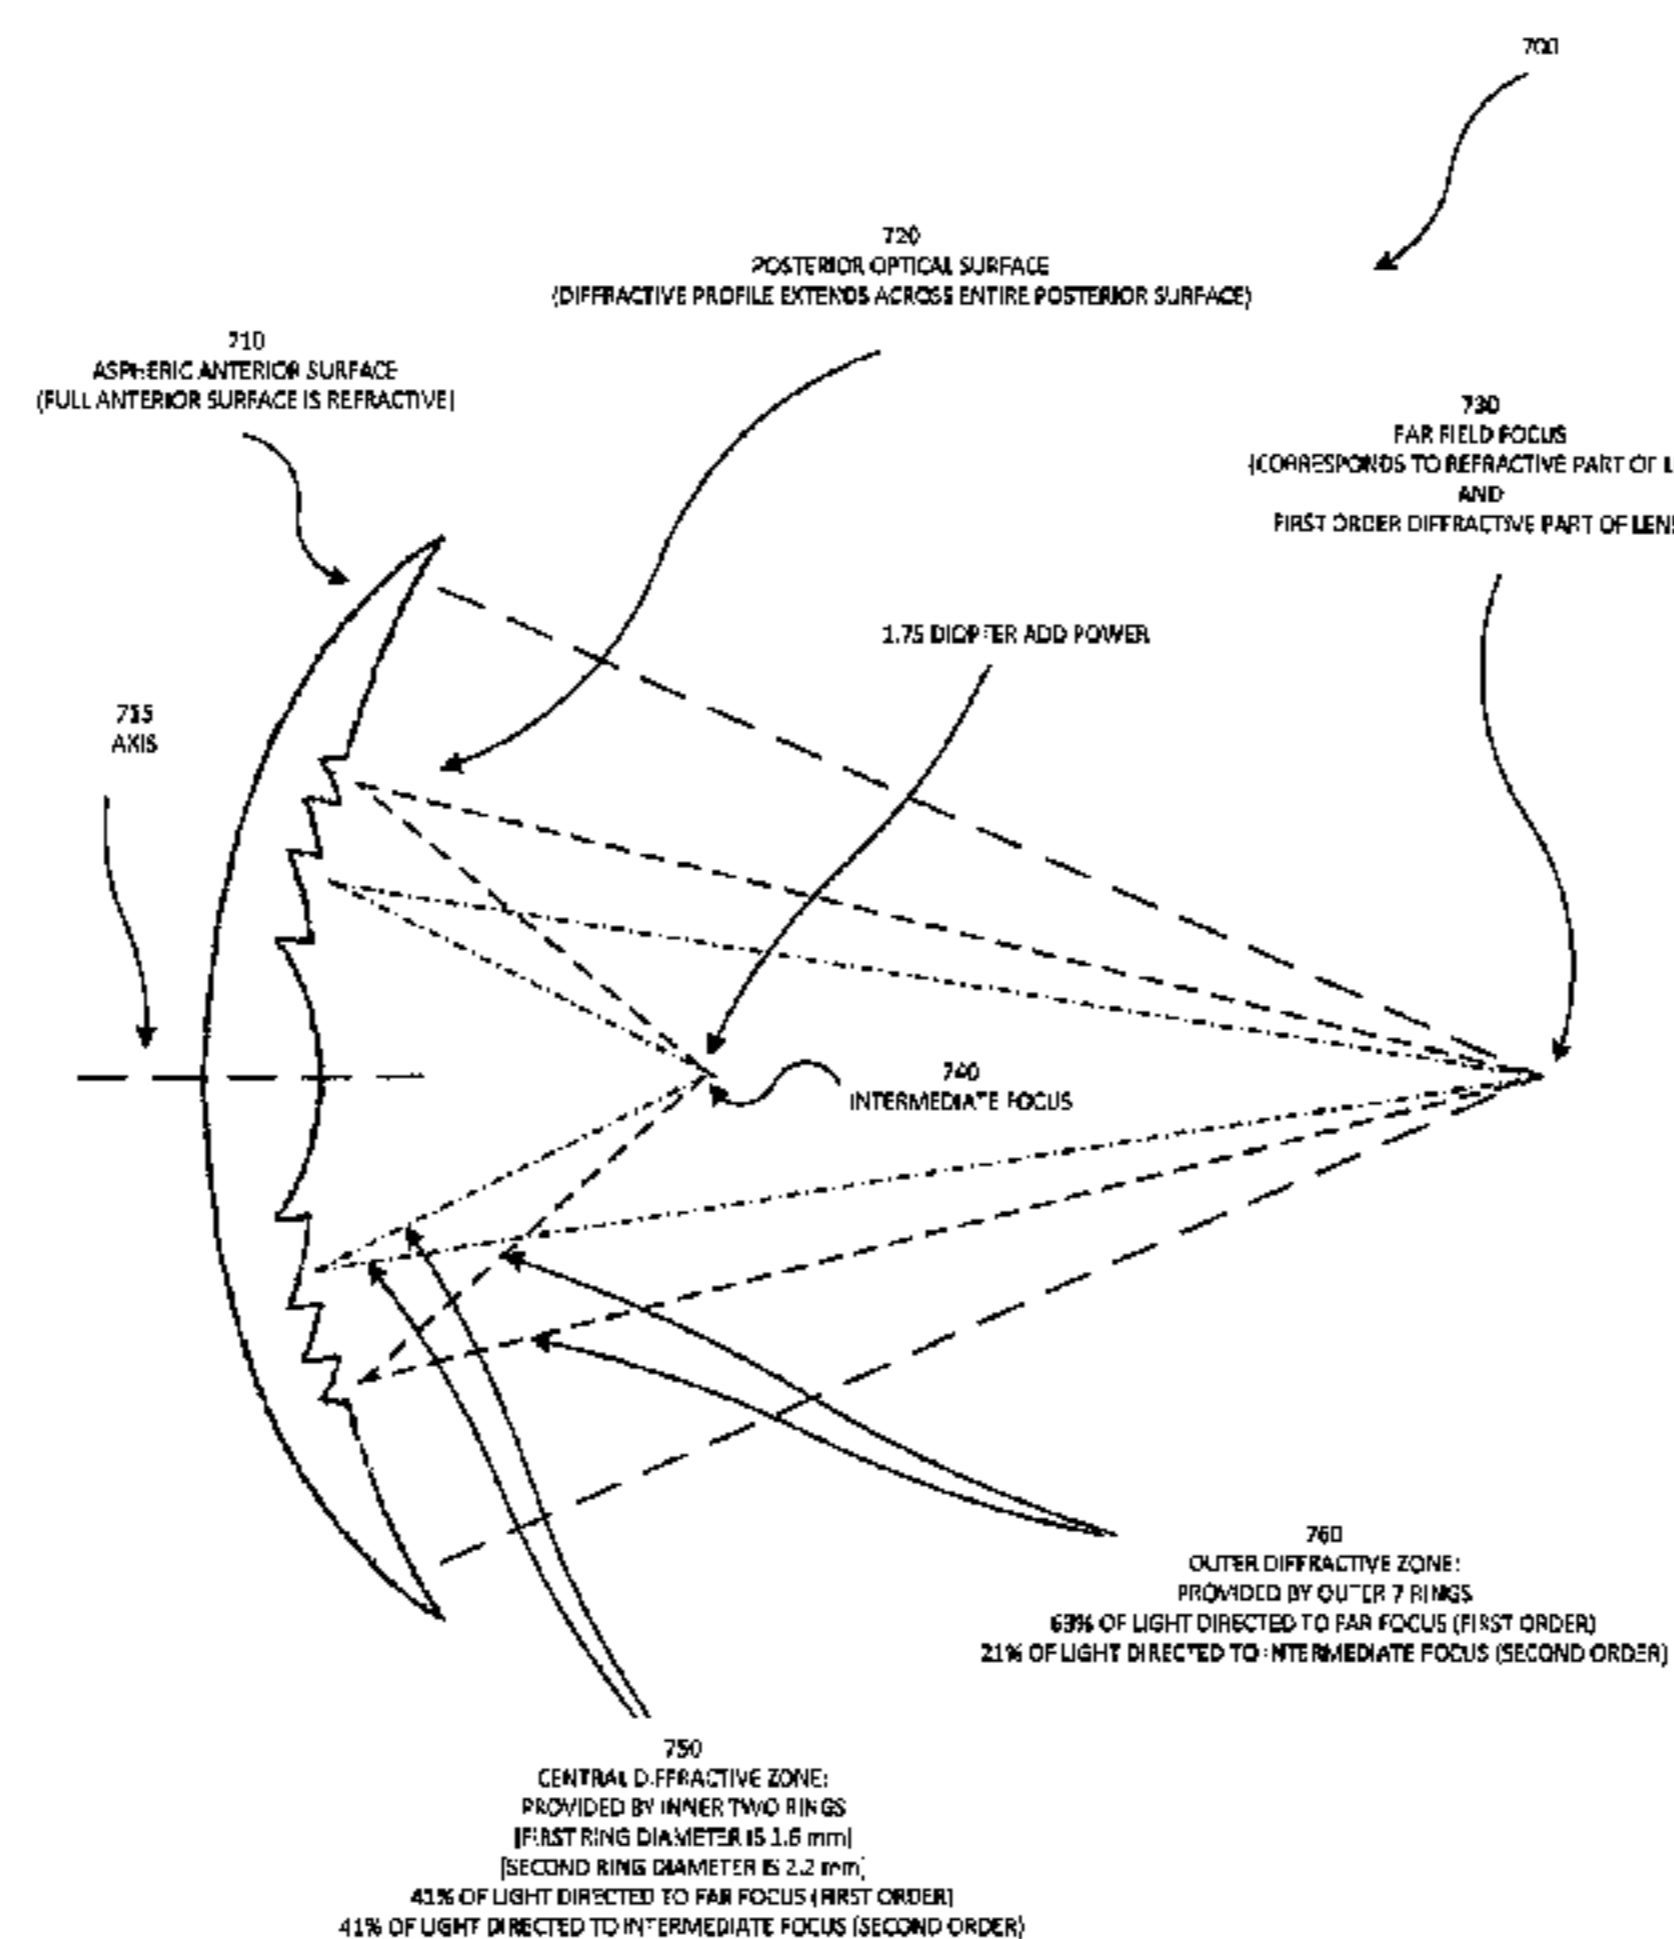 700
720
POSTERIOR OPTICAL SURFACE
(DIFFRACTIVE PROFILE EXTENDS ACROSS ENTIRE POSTERIOR SURFACE)
710
ASPHERIC ANTERIOR SURFACE
(FULL ANTERIOR SURFACE IS REFRACTIVE)
730
FAR FIELD FOCUS
(CORRESPONDS TO REFRACTIVE PART OF L
AND
FIRST ORDER DIFFRACTIVE PART OF LENS
1.75 DIOPTER ADD POWER
715
AXIS
740
INTERMEDIATE FOCUS
760
OUTER DIFFRACTIVE ZONE:
PROVIDED BY OUTER 7 RINGS
63% OF LIGHT DIRECTED TO FAR FOCUS (FIRST ORDER)
21% OF LIGHT DIRECTED TO INTERMEDIATE FOCUS (SECOND ORDER)
750
CENTRAL DIFFRACTIVE ZONE:
PROVIDED BY INNER TWO RINGS
[FIRST RING DIAMETER IS 1.6 mm]
[SECOND RING DIAMETER IS 2.2 mm]
41% OF LIGHT DIRECTED TO FAR FOCUS (FIRST ORDER)
41% OF LIGHT DIRECTED TO INTERMEDIATE FOCUS (SECOND ORDER)